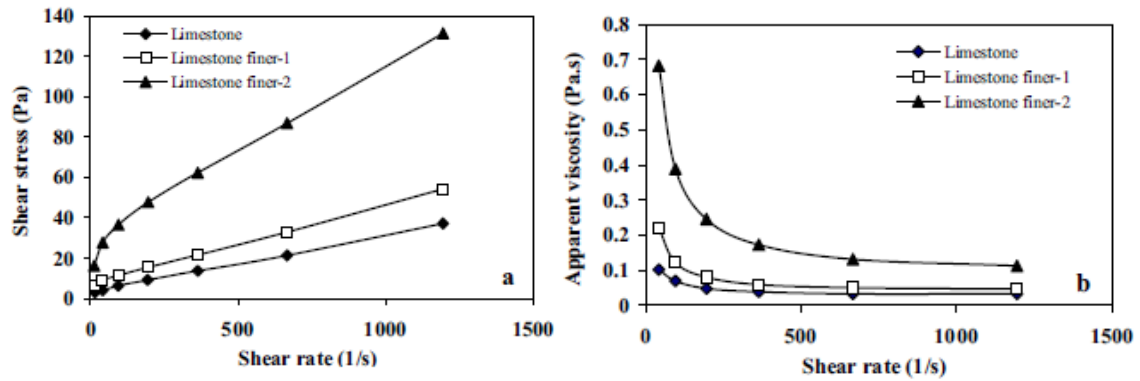 140
120
100
80
60
40
20
0
Shear stress (Pa)
Limestone
Limestone finer-1
Limestone finer-2
a
0
500
1000
1500
Shear rate (1/s)
0.8
0.7
0.6
0.5
0.4
0.3
0.2
0.1
0
Apparent viscosity (Pa.s)
Limestone
Limestone finer-1
Limestone finer-2
b
0
500
1000
1500
Shear rate (1/s)